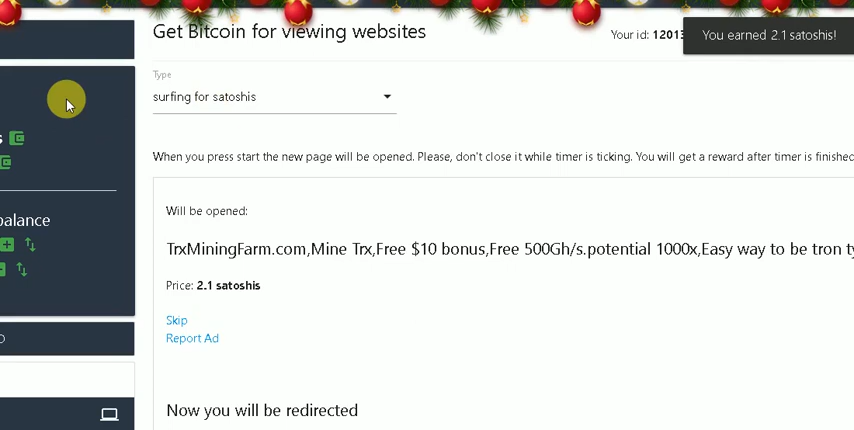 Get Bitcoin for viewing websites
Your id: 12013
You earned 2.1 satoshis!
Type
surfing for satoshis
When you press start the new page will be opened. Please, don't close it while timer is ticking. You will get a reward after timer is finished
s
balance
Will be opened:
TrxMiningFarm.com,Mine Trx,Free $10 bonus,Free 500Gh/s.potential 1000x,Easy way to be tron ty
Price: 2.1 satoshis
Skip
Report Ad
Now you will be redirected